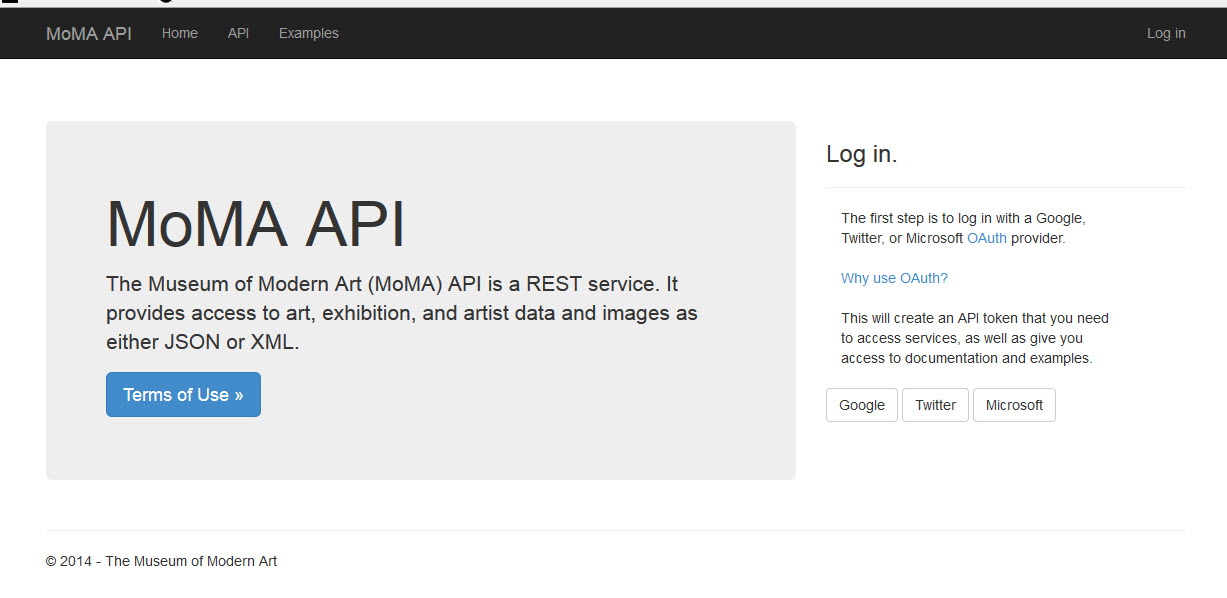 MoMA API Home API Examples Log in
MoMA API
The Museum of Modern Art (MoMA) API is a REST service. It
provides access to art, exhibition, and artist data and images as
either JSON or XML.
Terms of Use »
Log in.
The first step is to log in with a Google,
Twitter, or Microsoft OAuth provider.
Why use OAuth?
This will create an API token that you need
to access services, as well as give you
access to documentation and examples.
Google Twitter Microsoft
© 2014 - The Museum of Modern Art